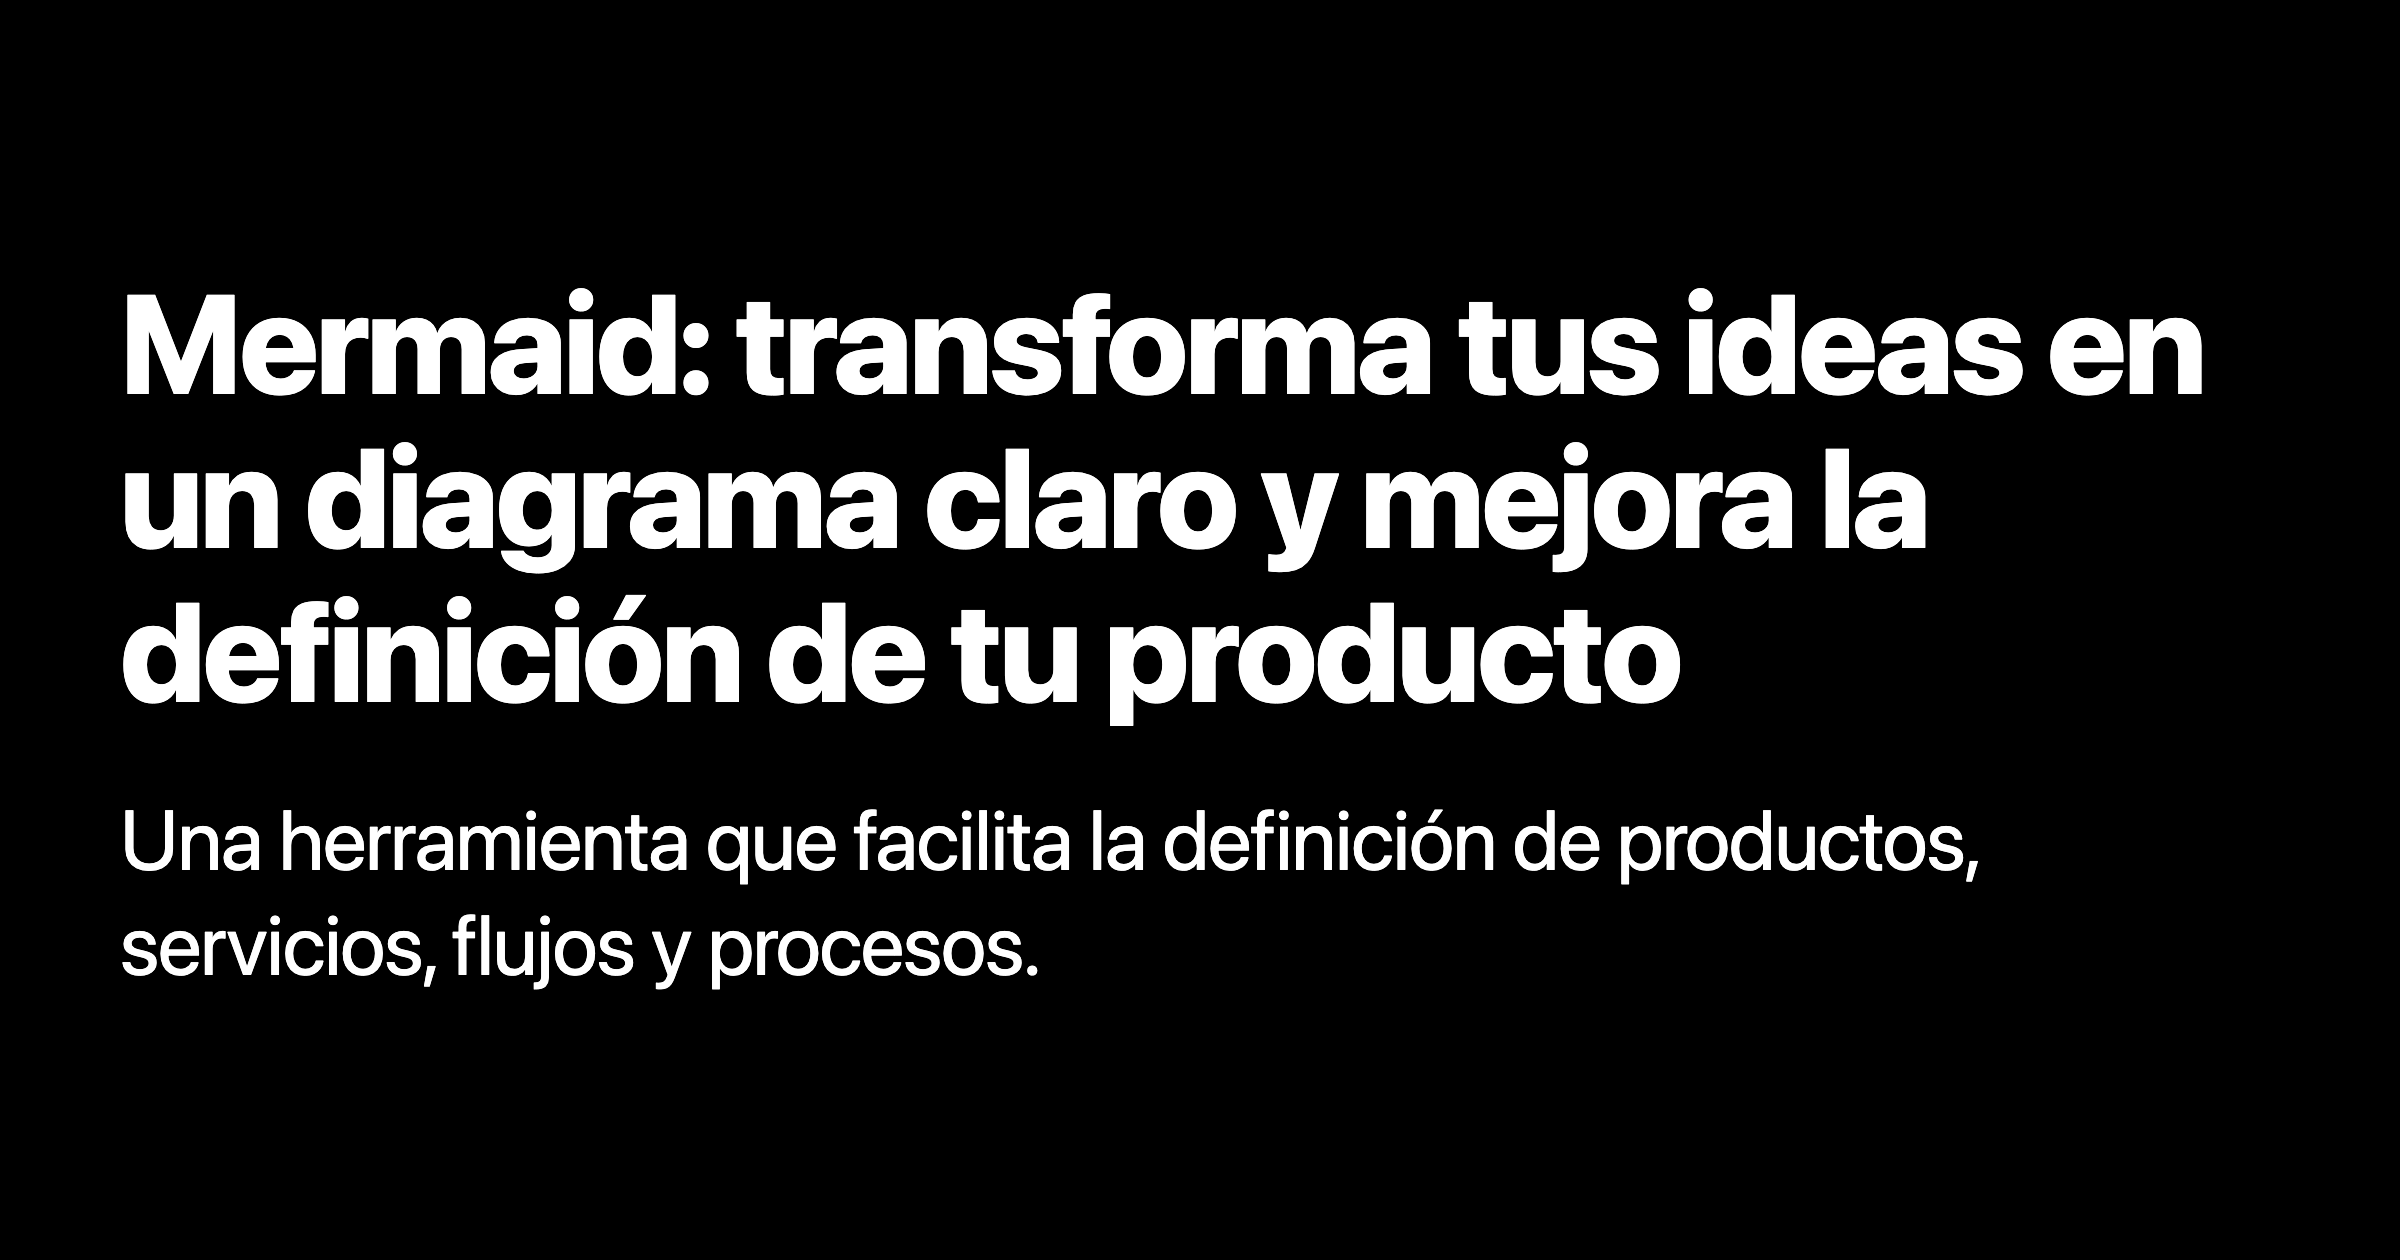 Mermaid: transforma tus ideas en
un diagrama claro y mejora la
definición de tu producto
Una herramienta que facilita la definición de productos,
servicios, flujos y procesos.